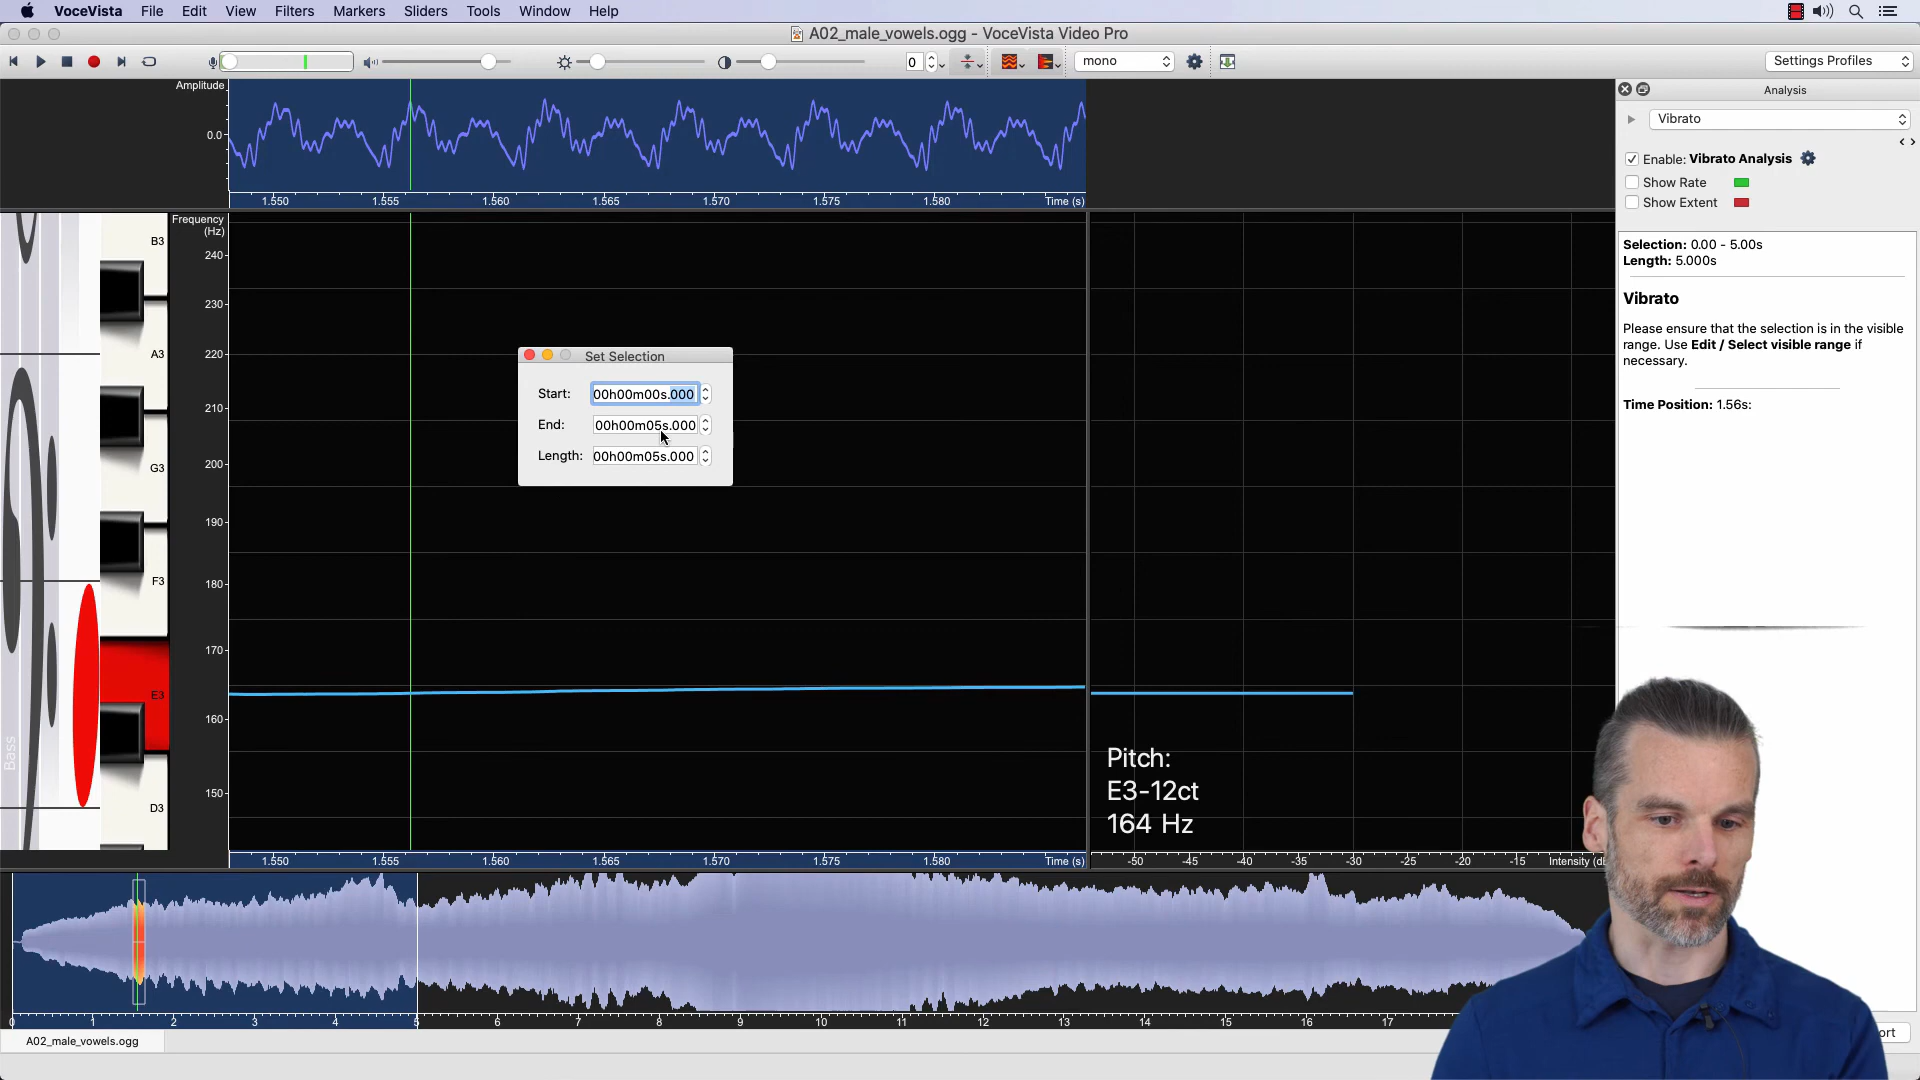 VoceVista File Edit View Filters Markers Sliders Tools Window Help
A02_male_vowels.ogg - VoceVista Video Pro
0 mono Settings Profiles
Amplitude
0.0
1.550 1.555 1.560 1.565 1.570 1.575 1.580 Time (s)
Frequency
(Hz)
240
230
220
210
200
190
180
170
160
150
B3
A3
G3
F3
E3
D3
Bass
Set Selection
Start: 00h00m00s.000
End: 00h00m05s.000
Length: 00h00m05s.000
Pitch:
E3-12ct
164 Hz
1.550 1.555 1.560 1.565 1.570 1.575 1.580 Time (s)
-50 -45 -40 -35 -30 -25 -20 -15 Intensity (d
0 1 2 3 4 5 6 7 8 9 10 11 12 13 14 15 16 17
A02_male_vowels.ogg
Analysis
Vibrato
Enable: Vibrato Analysis
Show Rate
Show Extent
Selection: 0.00 - 5.00s
Length: 5.000s
Vibrato
Please ensure that the selection is in the visible
range. Use Edit / Select visible range if
necessary.
Time Position: 1.56s:
ort